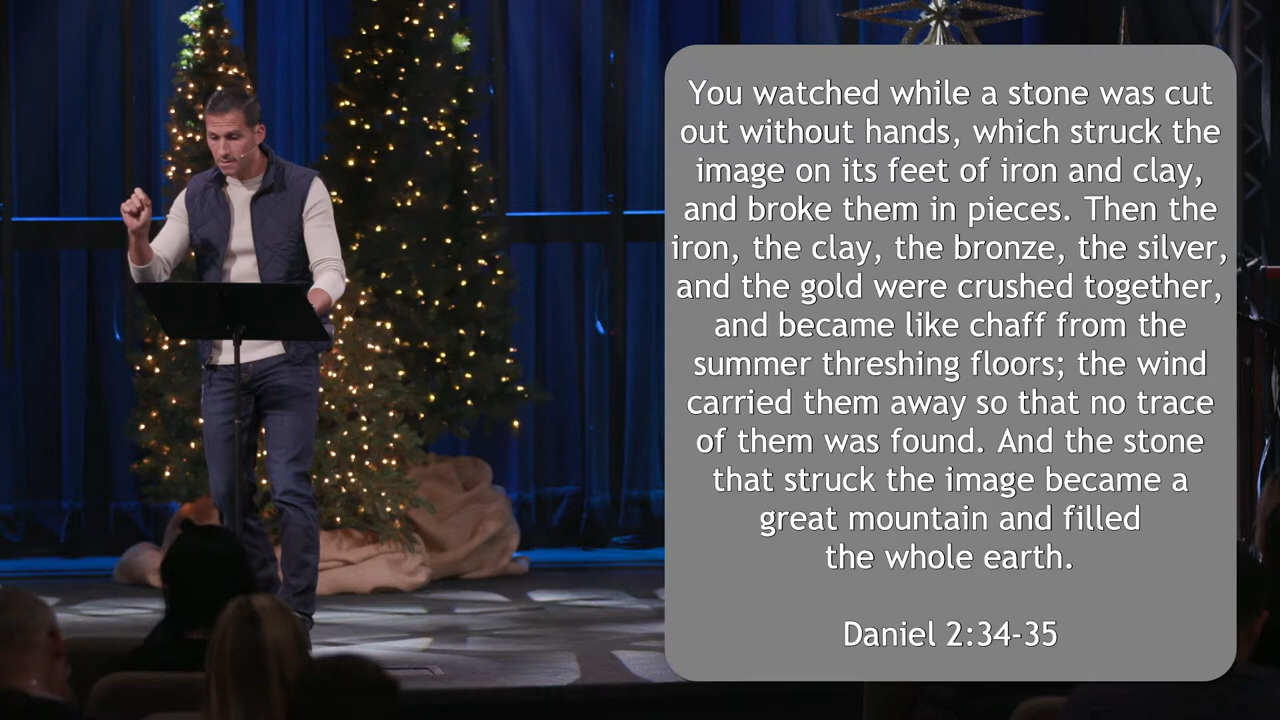 You watched while a stone was cut
out without hands, which struck the
image on its feet of iron and clay,
and broke them in pieces. Then the
iron, the clay, the bronze, the silver,
and the gold were crushed together,
and became like chaff from the
summer threshing floors; the wind
carried them away so that no trace
of them was found. And the stone
that struck the image became a
great mountain and filled
the whole earth.
Daniel 2:34-35